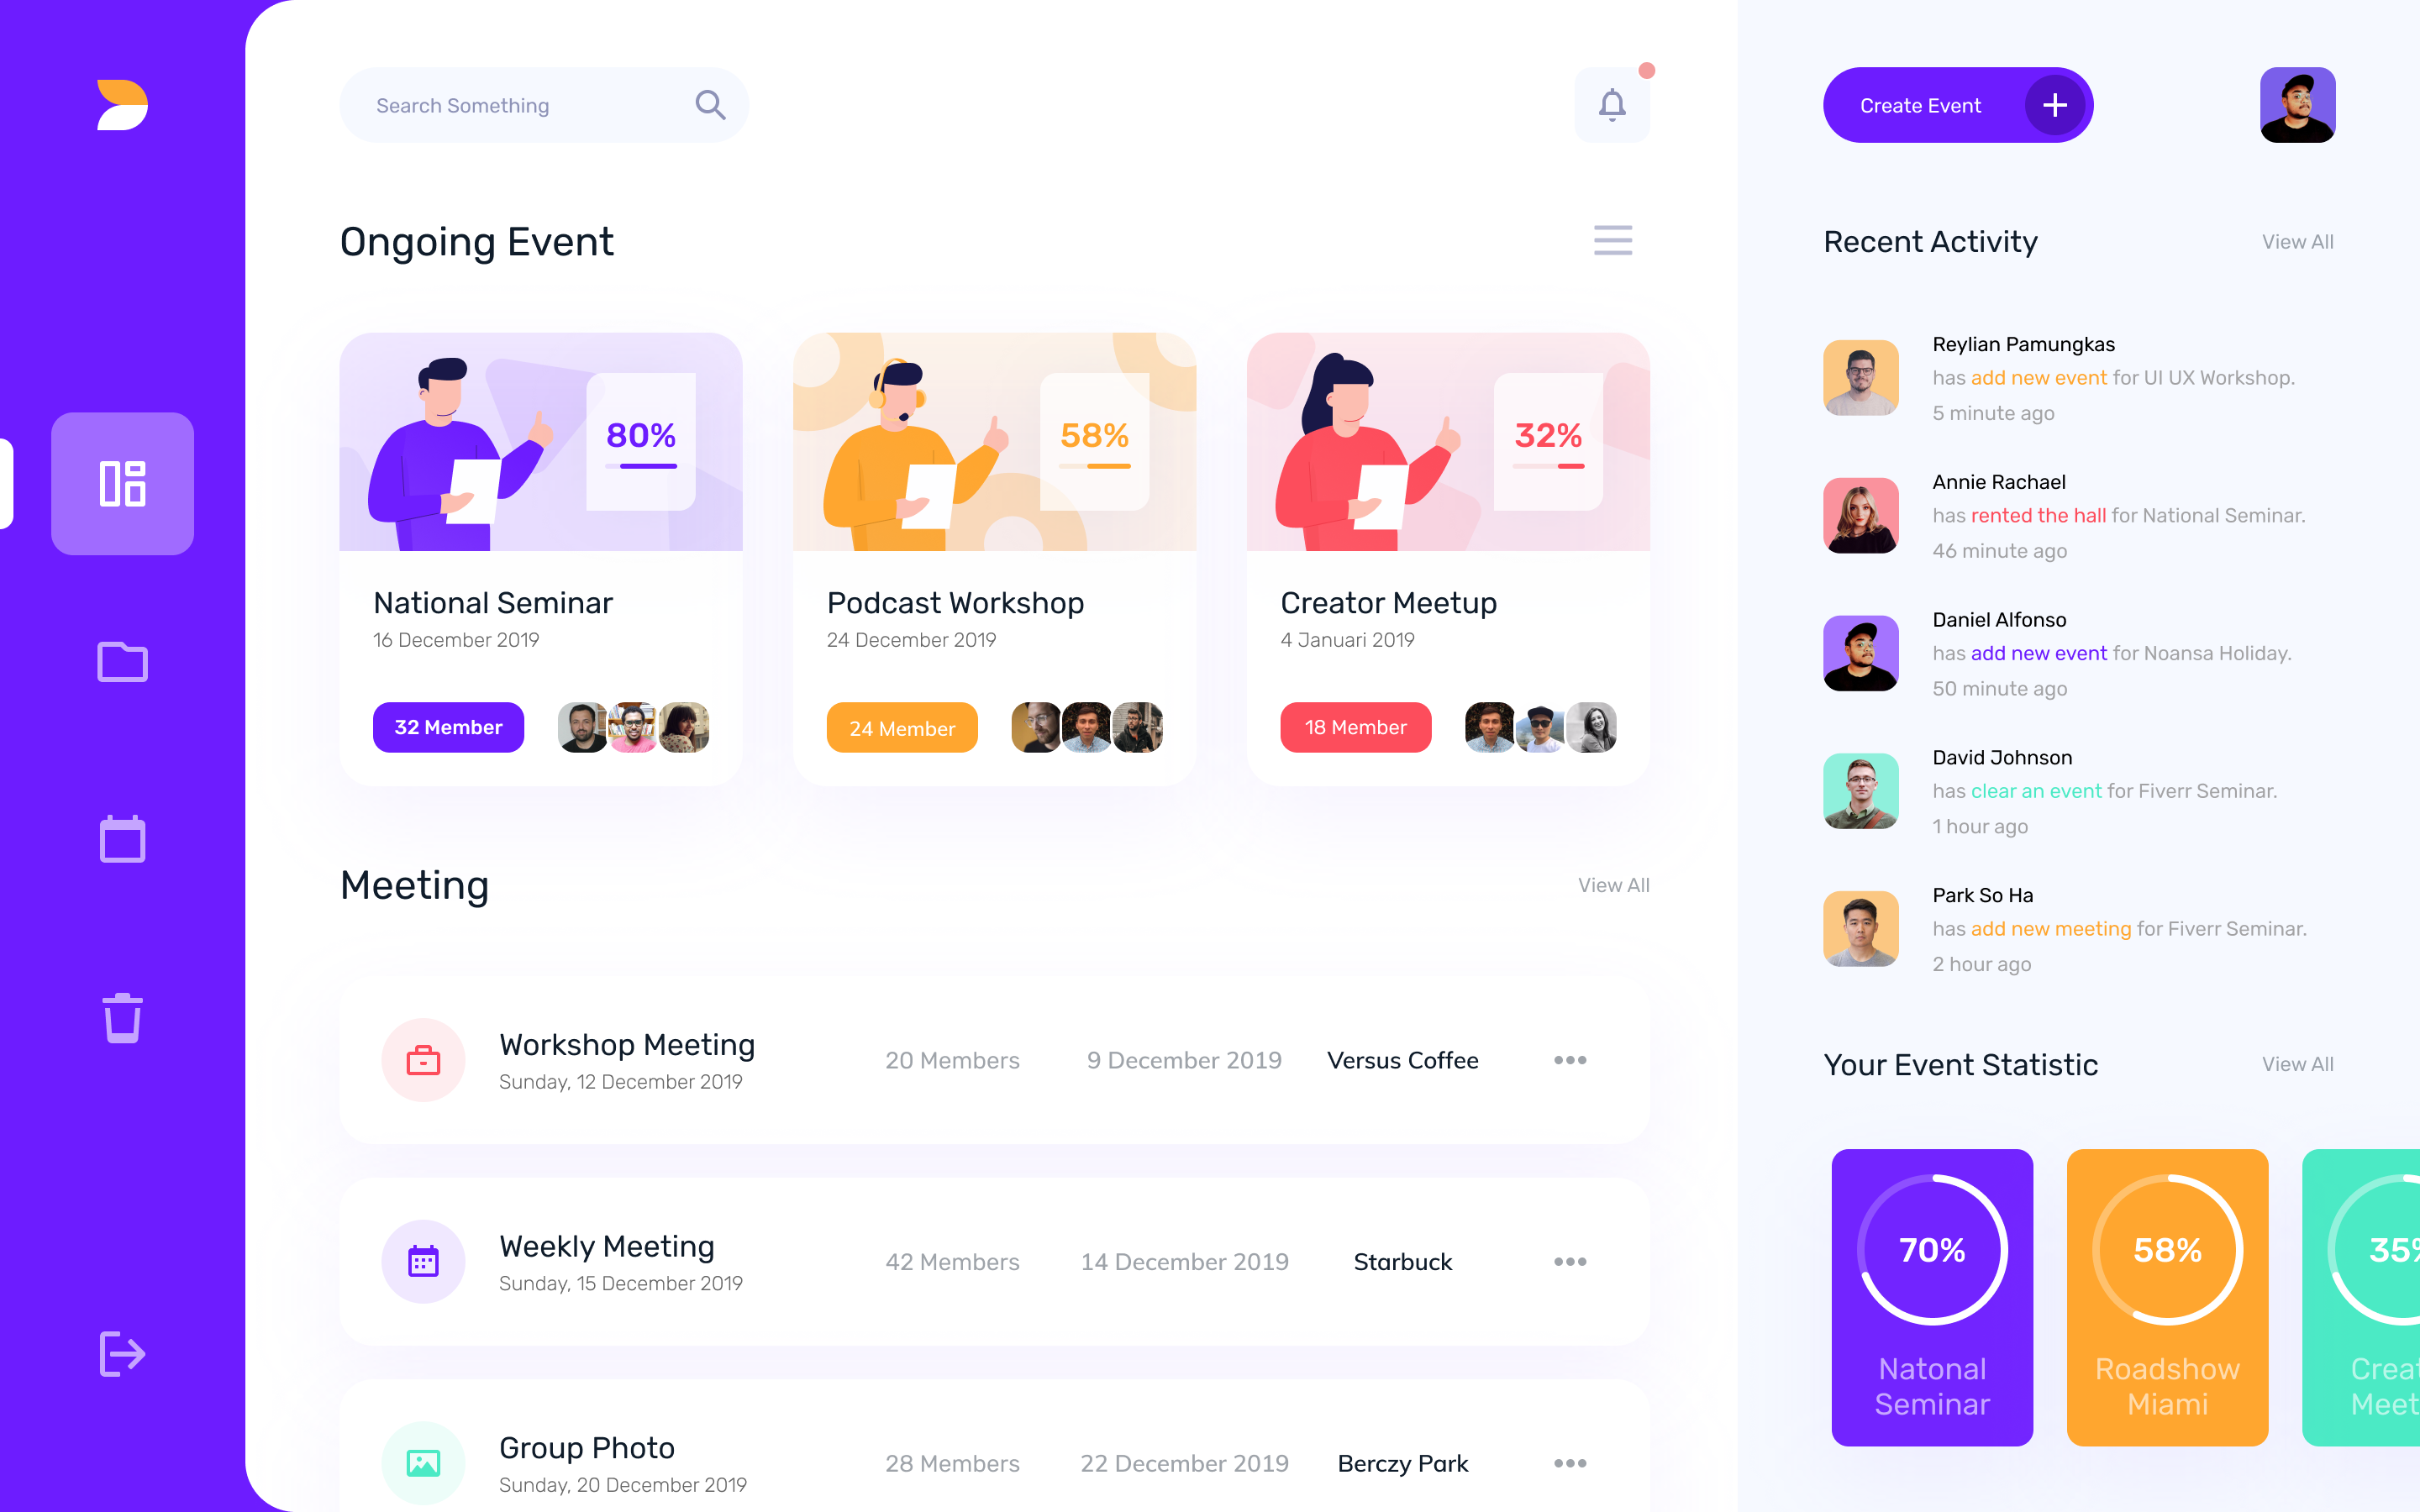 Search Something
Create Event
Ongoing Event
80%
National Seminar
16 December 2019
32 Member
58%
Podcast Workshop
24 December 2019
24 Member
32%
Creator Meetup
4 Januari 2019
18 Member
Meeting
View All
Workshop Meeting
Sunday, 12 December 2019
20 Members
9 December 2019
Versus Coffee
Weekly Meeting
Sunday, 15 December 2019
42 Members
14 December 2019
Starbuck
Group Photo
Sunday, 20 December 2019
28 Members
22 December 2019
Berczy Park
Recent Activity
View All
Reylian Pamungkas
has add new event for UI UX Workshop.
5 minute ago
Annie Rachael
has rented the hall for National Seminar.
46 minute ago
Daniel Alfonso
has add new event for Noansa Holiday.
50 minute ago
David Johnson
has clear an event for Fiverr Seminar.
1 hour ago
Park So Ha
has add new meeting for Fiverr Seminar.
2 hour ago
Your Event Statistic
View All
70%
Natonal
Seminar
58%
Roadshow
Miami
35%